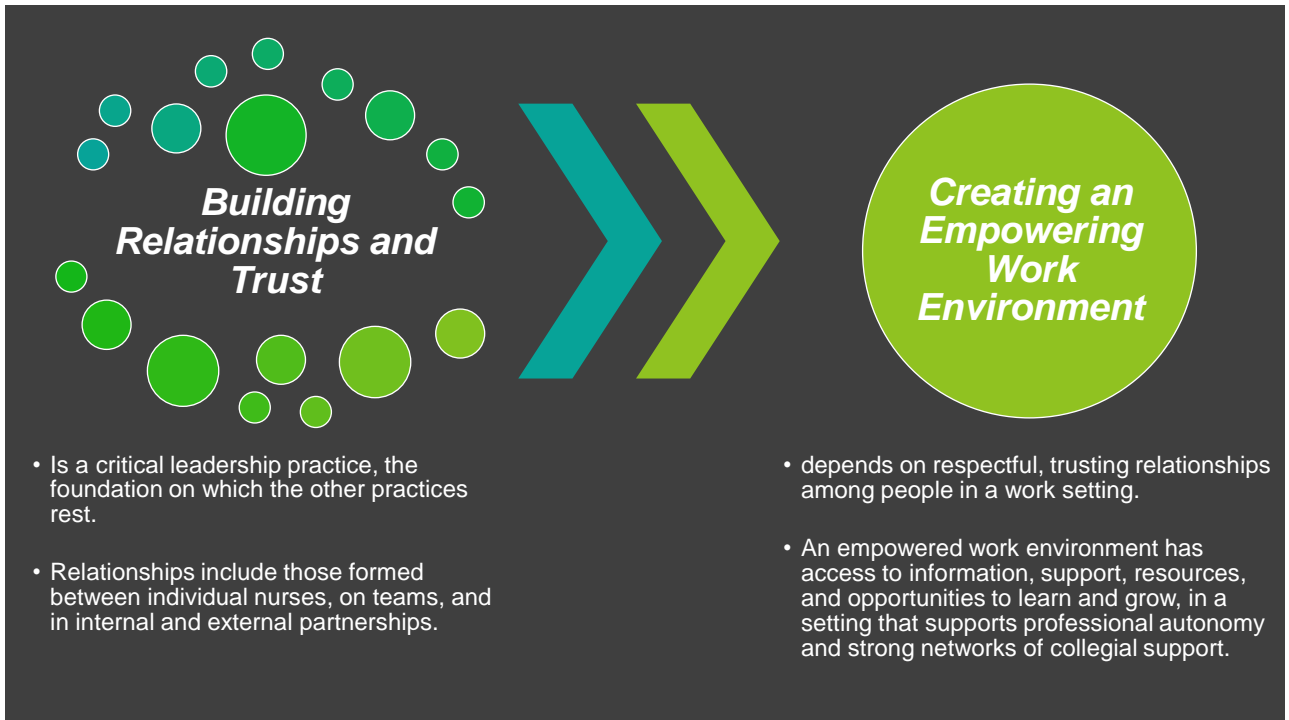 Building
Relationships and
Trust
• Is a critical leadership practice, the
foundation on which the other practices
rest.
• Relationships include those formed
between individual nurses, on teams, and
in internal and external partnerships.
Creating an
Empowering
Work
Environment
• depends on respectful, trusting relationships
among people in a work setting.
• An empowered work environment has
access to information, support, resources,
and opportunities to learn and grow, in a
setting that supports professional autonomy
and strong networks of collegial support.